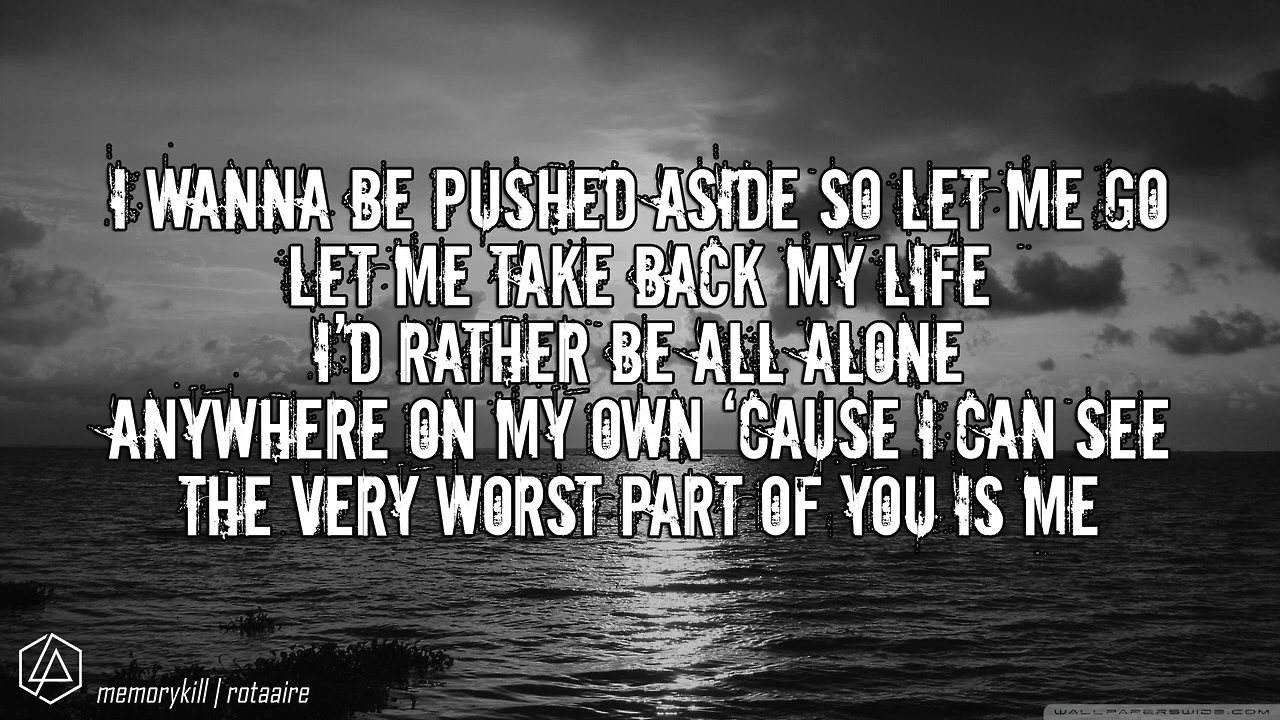 I WANNA BE PUSHED ASIDE SO LET ME GO
LET ME TAKE BACK MY LIFE
I'D RATHER BE ALL ALONE
ANYWHERE ON MY OWN ‘CAUSE I CAN SEE
THE VERY WORST PART OF YOU IS ME
memorykill | rotaaire
WALLPAPERSWIDE.COM